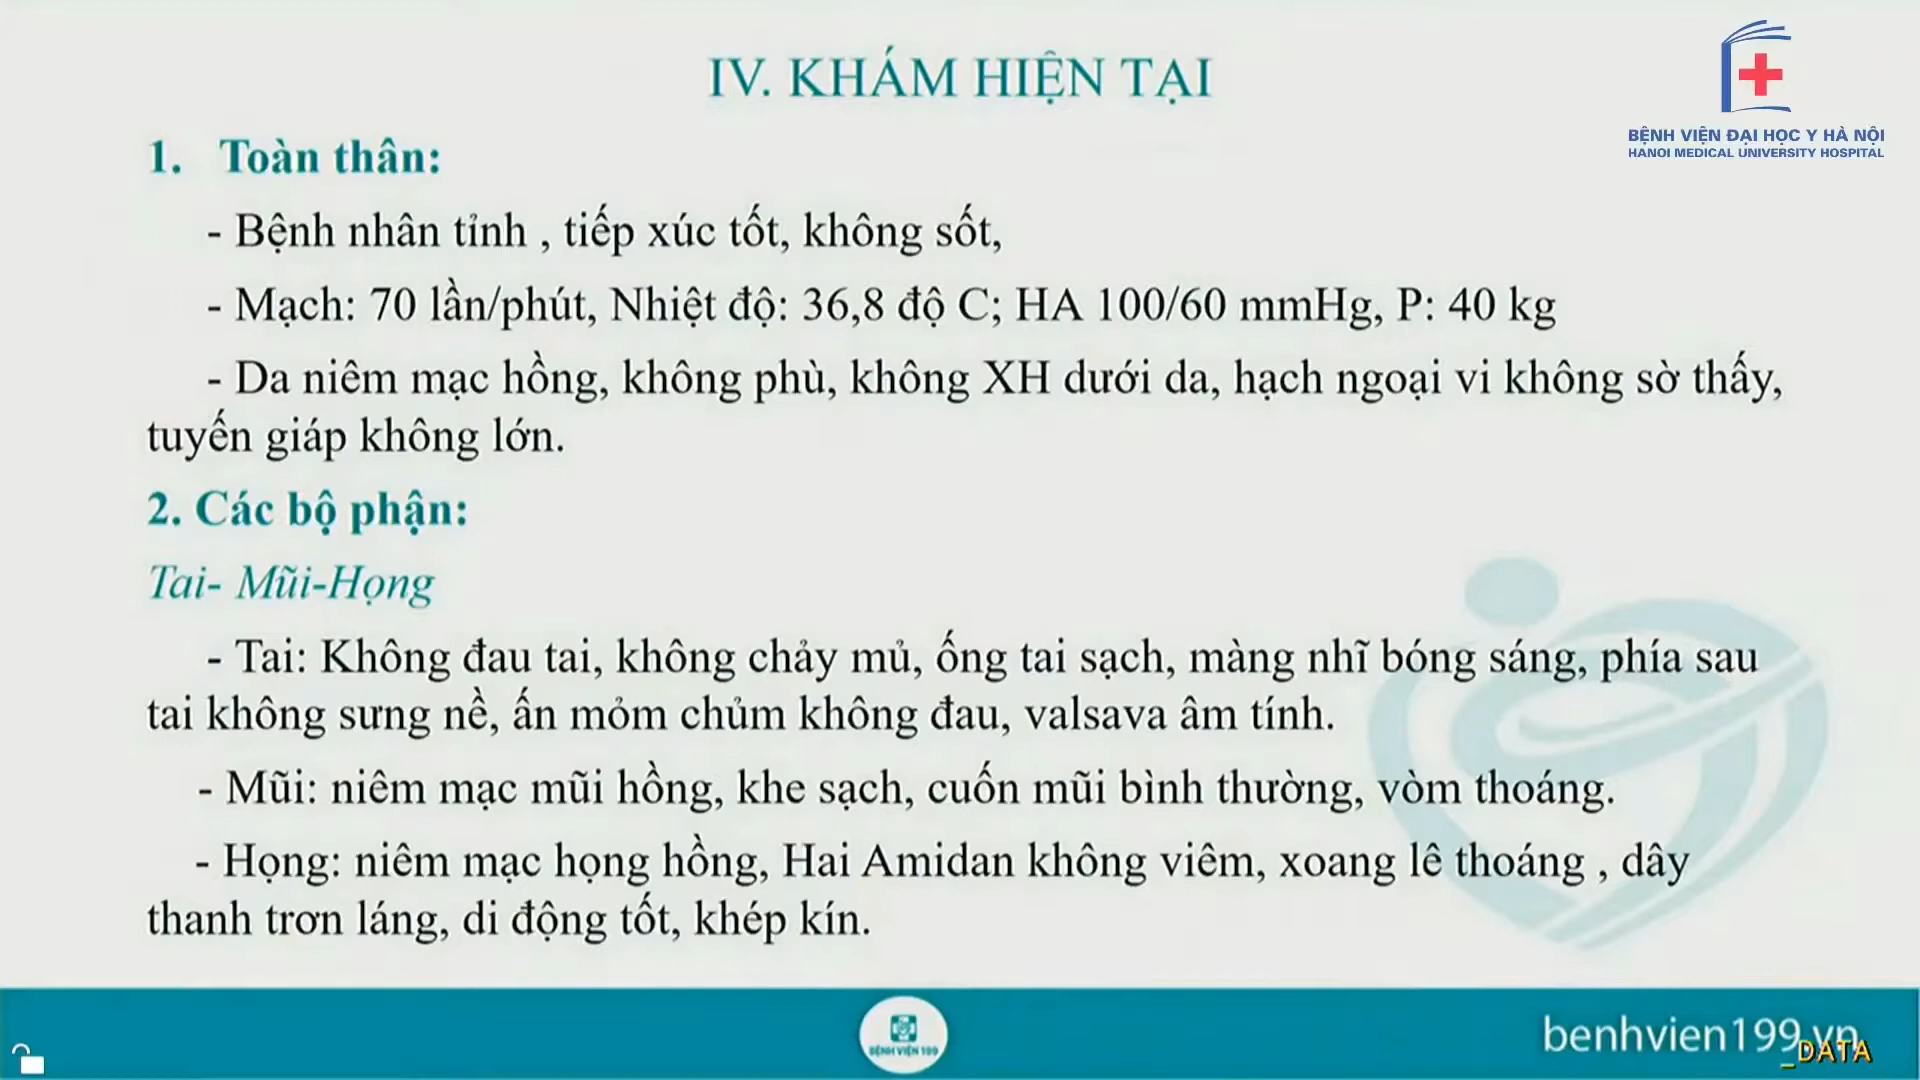 IV. KHÁM HIỆN TẠI
BỆNH VIỆN ĐẠI HỌC Y HÀ NỘI
HANOI MEDICAL UNIVERSITY HOSPITAL
1. Toàn thân:
- Bệnh nhân tỉnh , tiếp xúc tốt, không sốt,
- Mạch: 70 lần/phút, Nhiệt độ: 36,8 độ C; HA 100/60 mmHg, P: 40 kg
- Da niêm mạc hồng, không phù, không XH dưới da, hạch ngoại vi không sờ thấy,
tuyến giáp không lớn.
2. Các bộ phận:
Tai- Mũi-Họng
- Tai: Không đau tai, không chảy mủ, ống tai sạch, màng nhĩ bóng sáng, phía sau
tai không sưng nề, ấn mỏm chủm không đau, valsava âm tính.
- Mũi: niêm mạc mũi hồng, khe sạch, cuốn mũi bình thường, vòm thoáng.
- Họng: niêm mạc họng hồng, Hai Amidan không viêm, xoang lê thoáng , dây
thanh trơn láng, di động tốt, khép kín.
BỆNH VIỆN 199
benhvien199.vn
_DATA